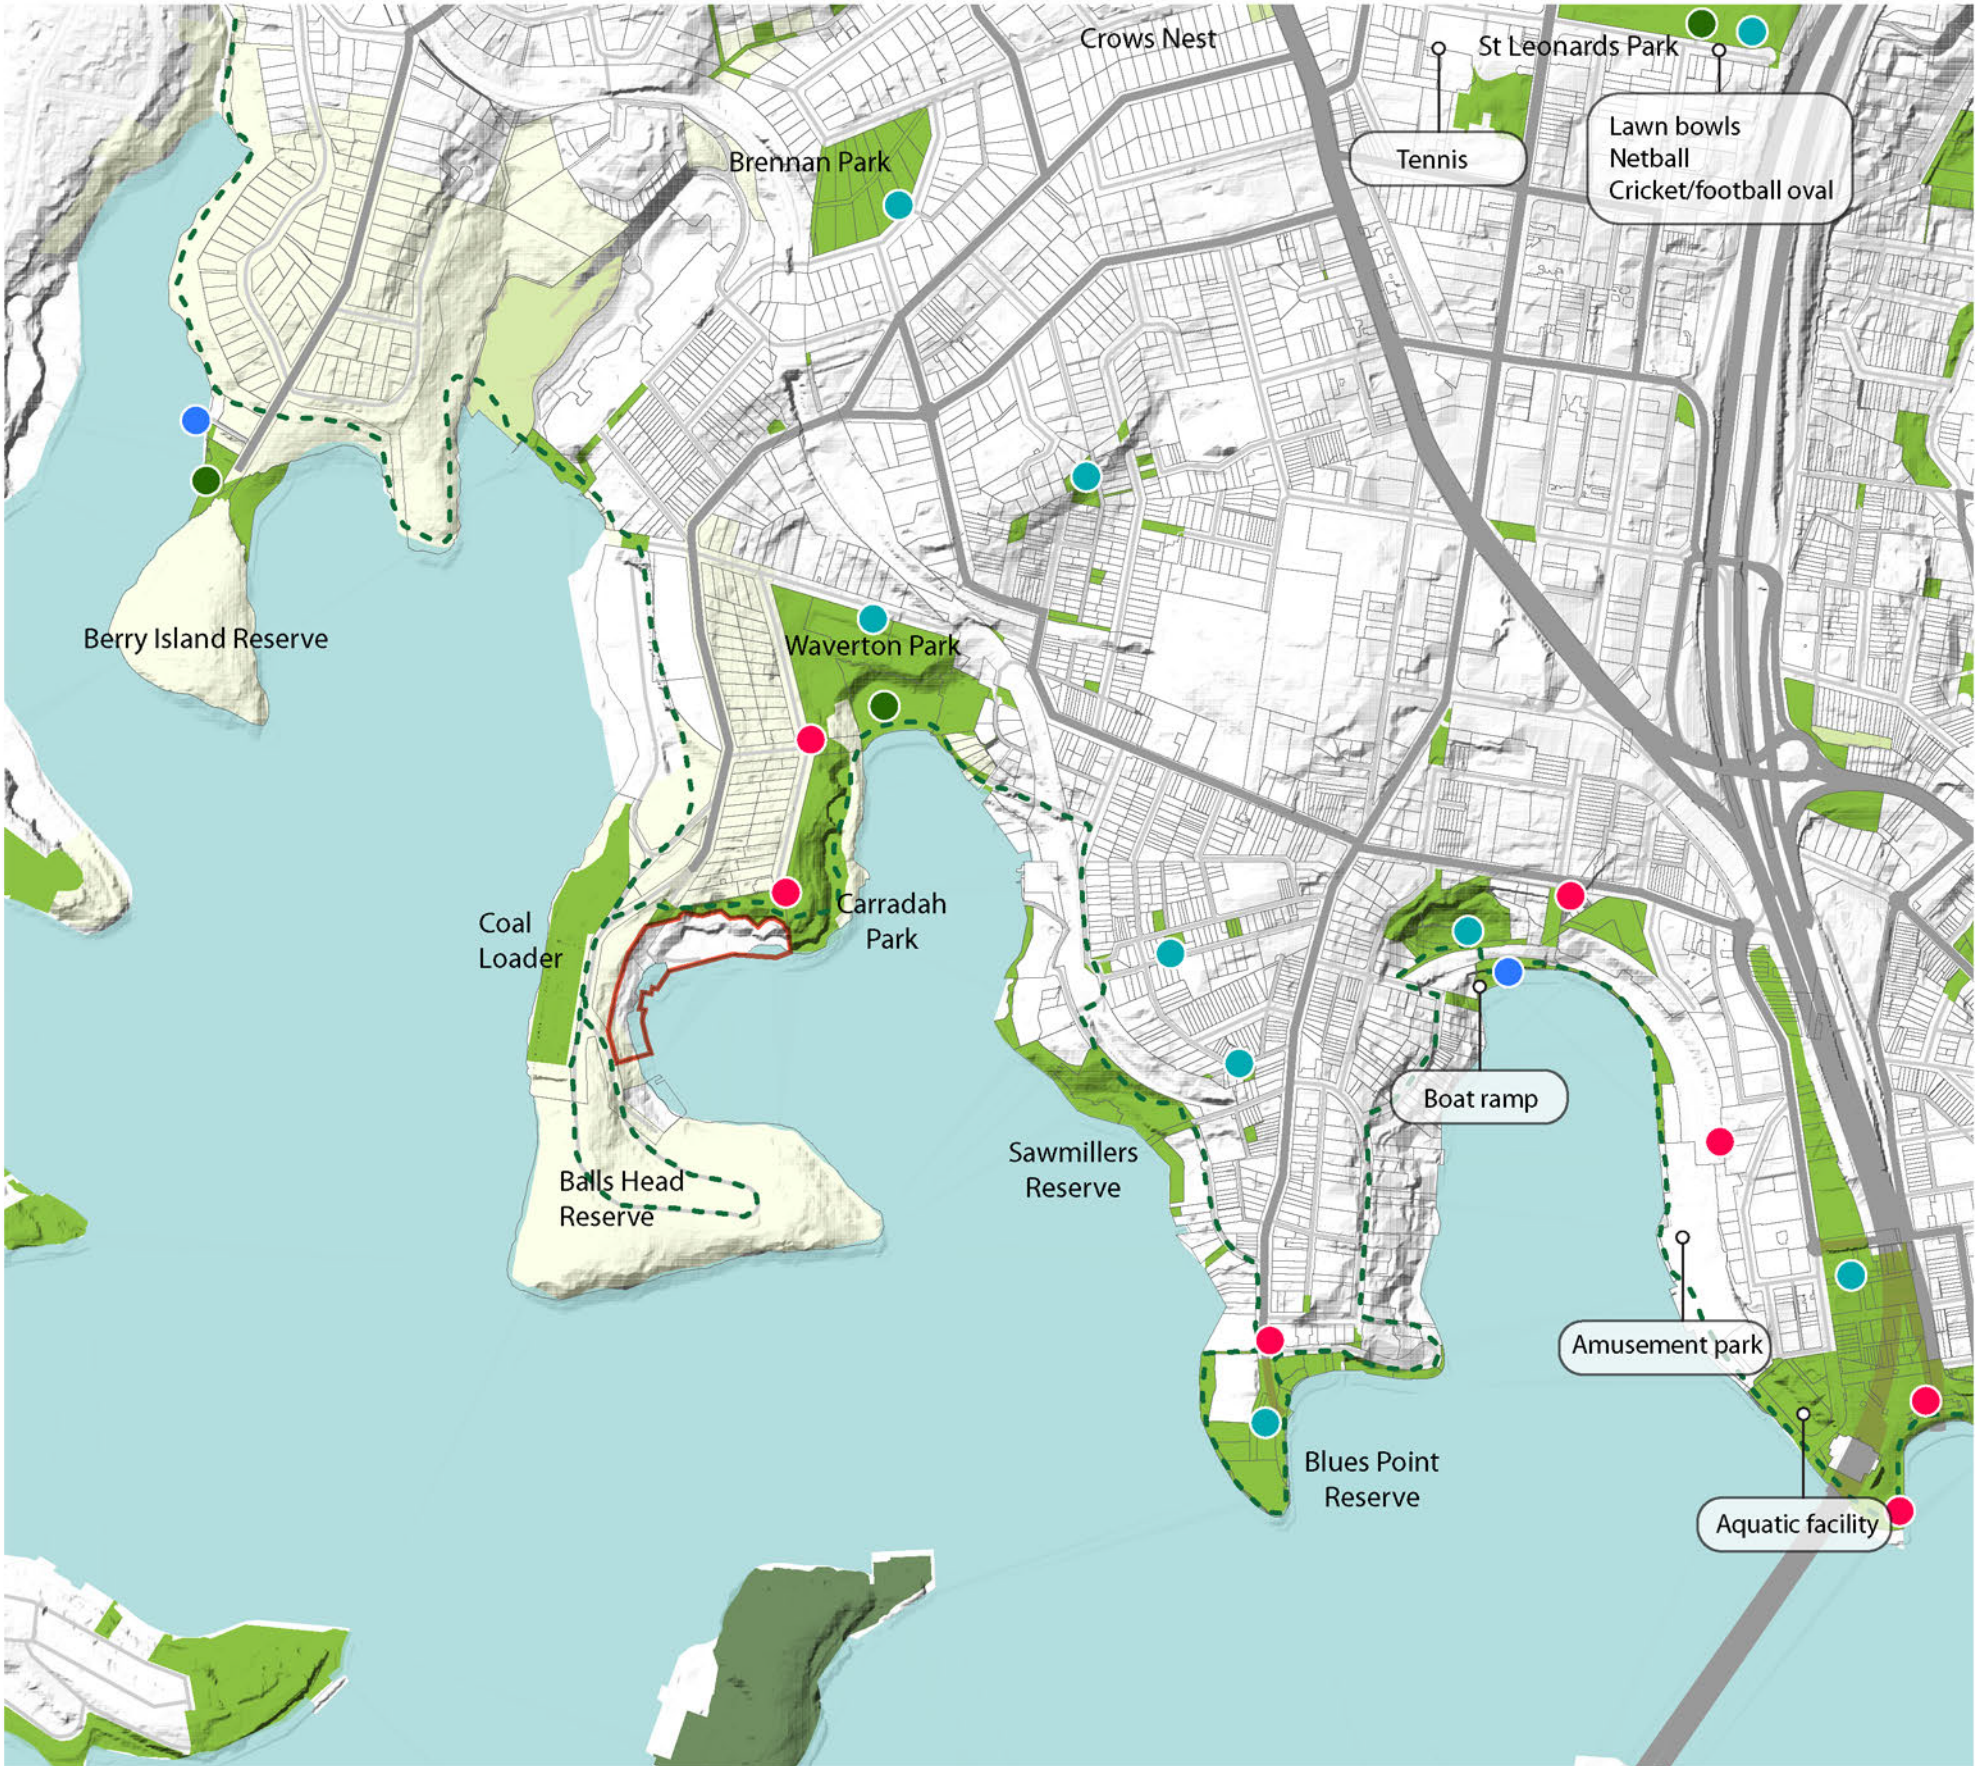 Crows Nest
St Leonards Park
Lawn bowls
Netball
Cricket/football oval
Tennis
Brennan Park
Berry Island Reserve
Waverton Park
Coal
Loader
Carradah
Park
Boat ramp
Sawmillers
Reserve
Balls Head
Reserve
Amusement park
Blues Point
Reserve
Aquatic facility